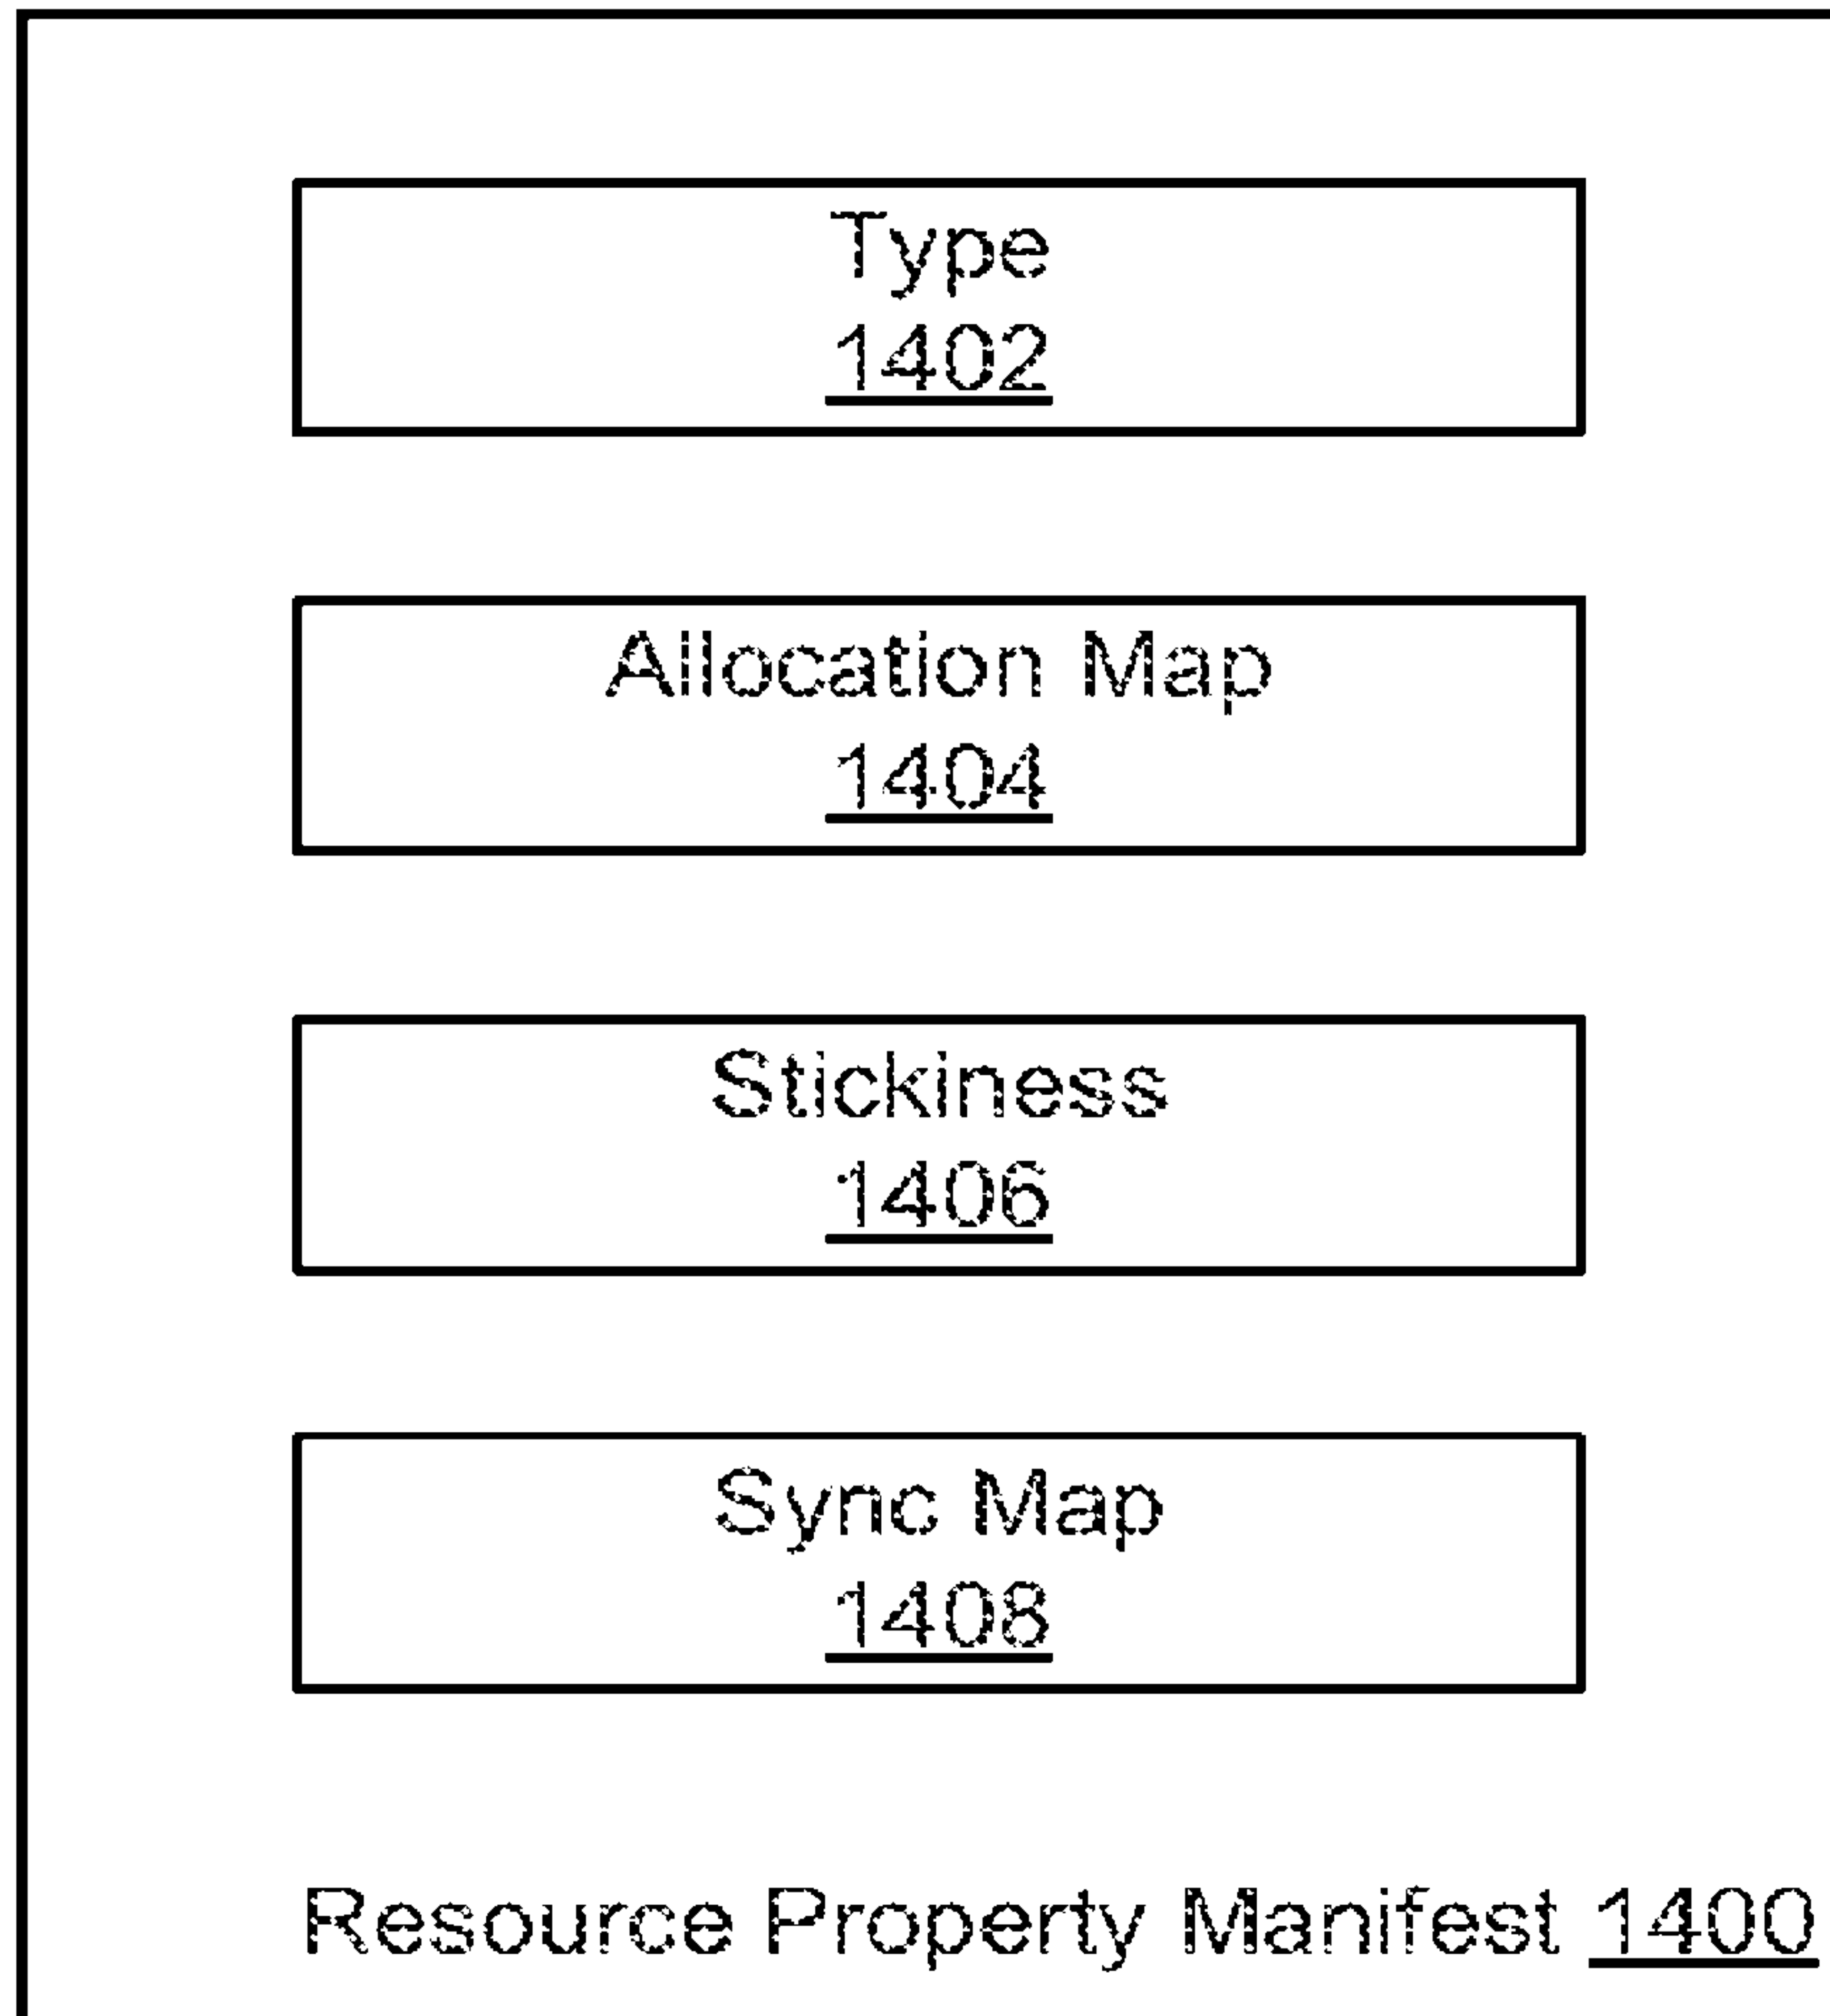 Type
1402
Allocation Map
1404
Stickiness
1406
Sync Map
1408
Resource Property Manifest 1400